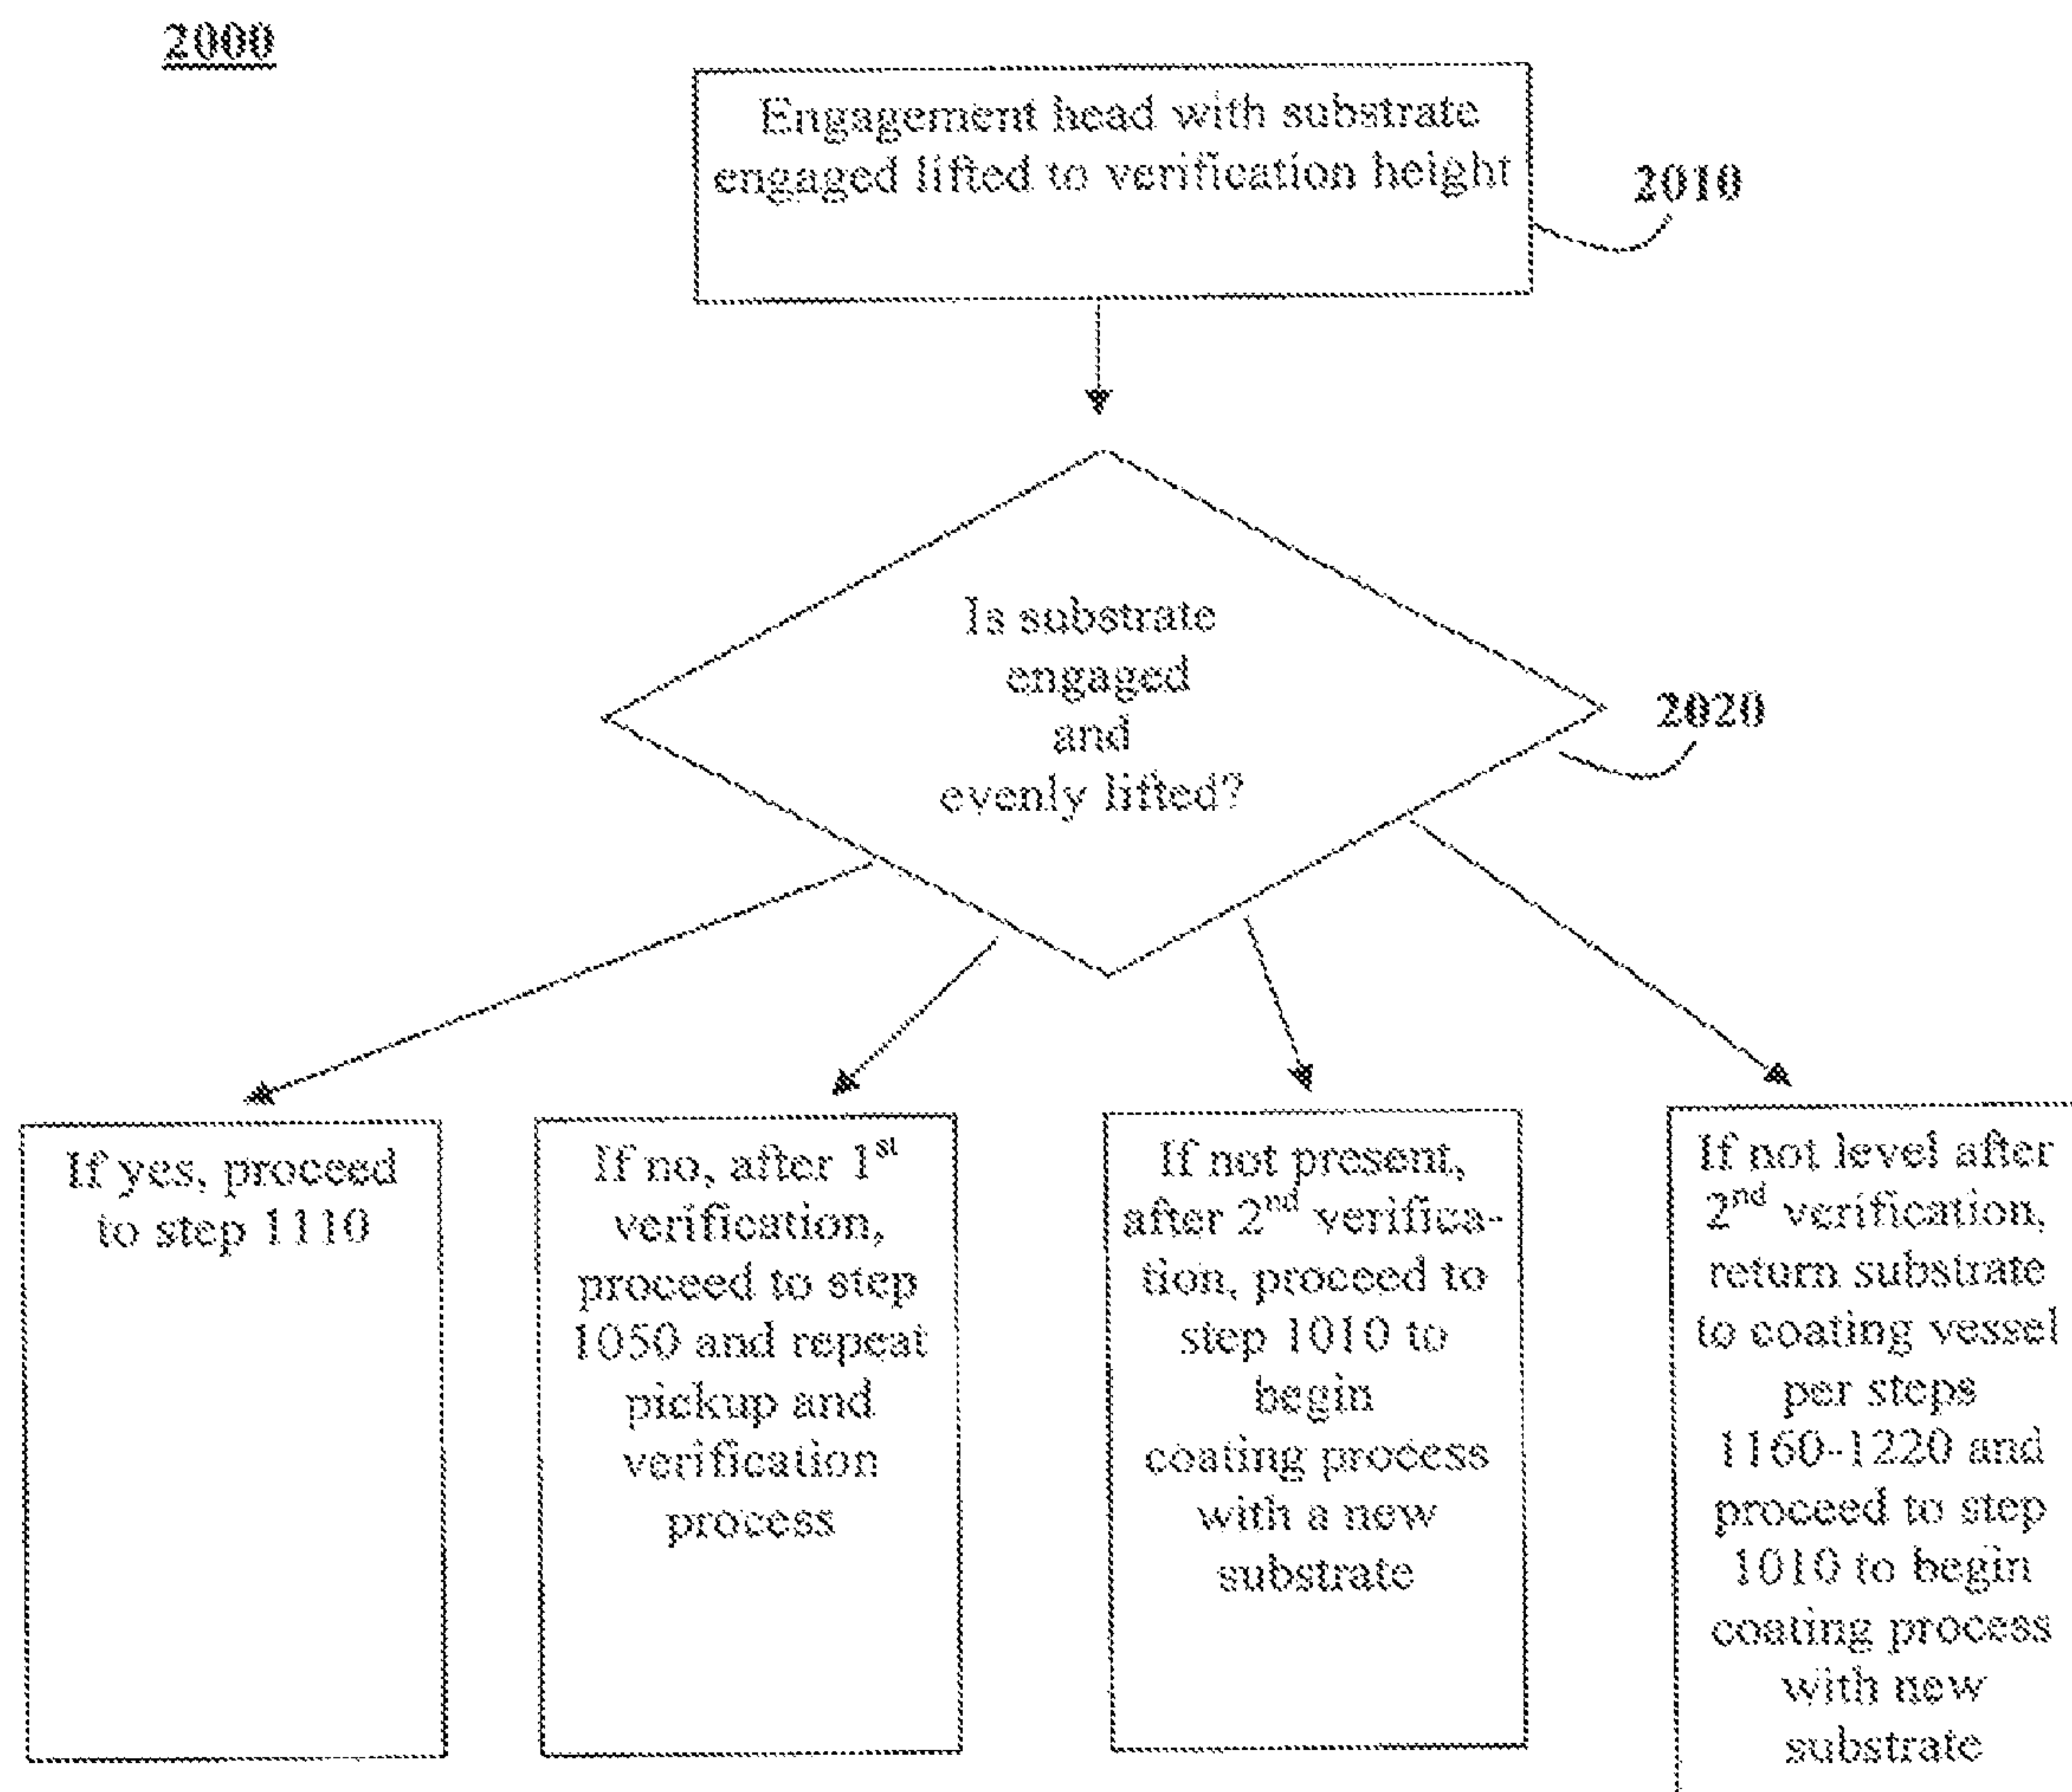 2000
Engagement head with substrate
engaged lifted to verification height
2010
Is substrate
engaged
and
evenly lifted?
2020
If yes, proceed
to step 1110
If no, after 1st
verification,
proceed to step
1050 and repeat
pickup and
verification
process
If not present,
after 2nd verifica-
tion, proceed to
step 1010 to
begin
coating process
with a new
substrate
If not level after
2nd verification,
return substrate
to coating vessel
per steps
1160-1220 and
proceed to step
1010 to begin
coating process
with new
substrate